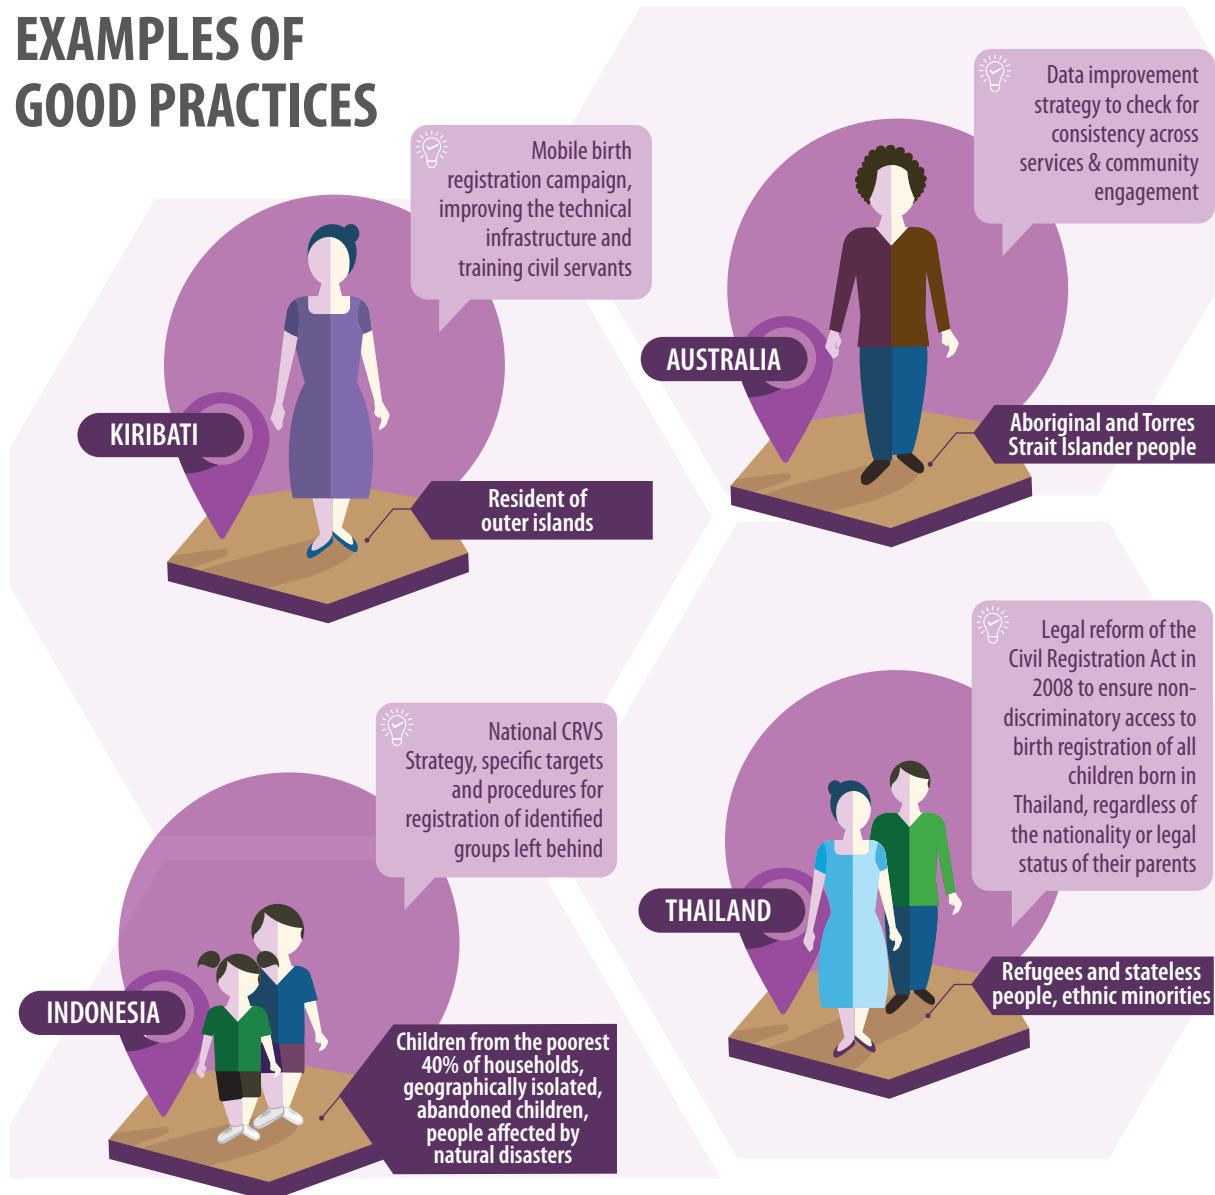 EXAMPLES OF
GOOD PRACTICES
Mobile birth
registration campaign,
improving the technical
infrastructure and
training civil servants
KIRIBATI
Resident of
outer islands
Data improvement
strategy to check for
consistency across
services & community
engagement
AUSTRALIA
Aboriginal and Torres
Strait Islander people
National CRVS
Strategy, specific targets
and procedures for
registration of identified
groups left behind
INDONESIA
Children from the poorest
40% of households,
geographically isolated,
abandoned children,
people affected by
natural disasters
Legal reform of the
Civil Registration Act in
2008 to ensure non-
discriminatory access to
birth registration of all
children born in
Thailand, regardless of
the nationality or legal
status of their parents
THAILAND
Refugees and stateless
people, ethnic minorities